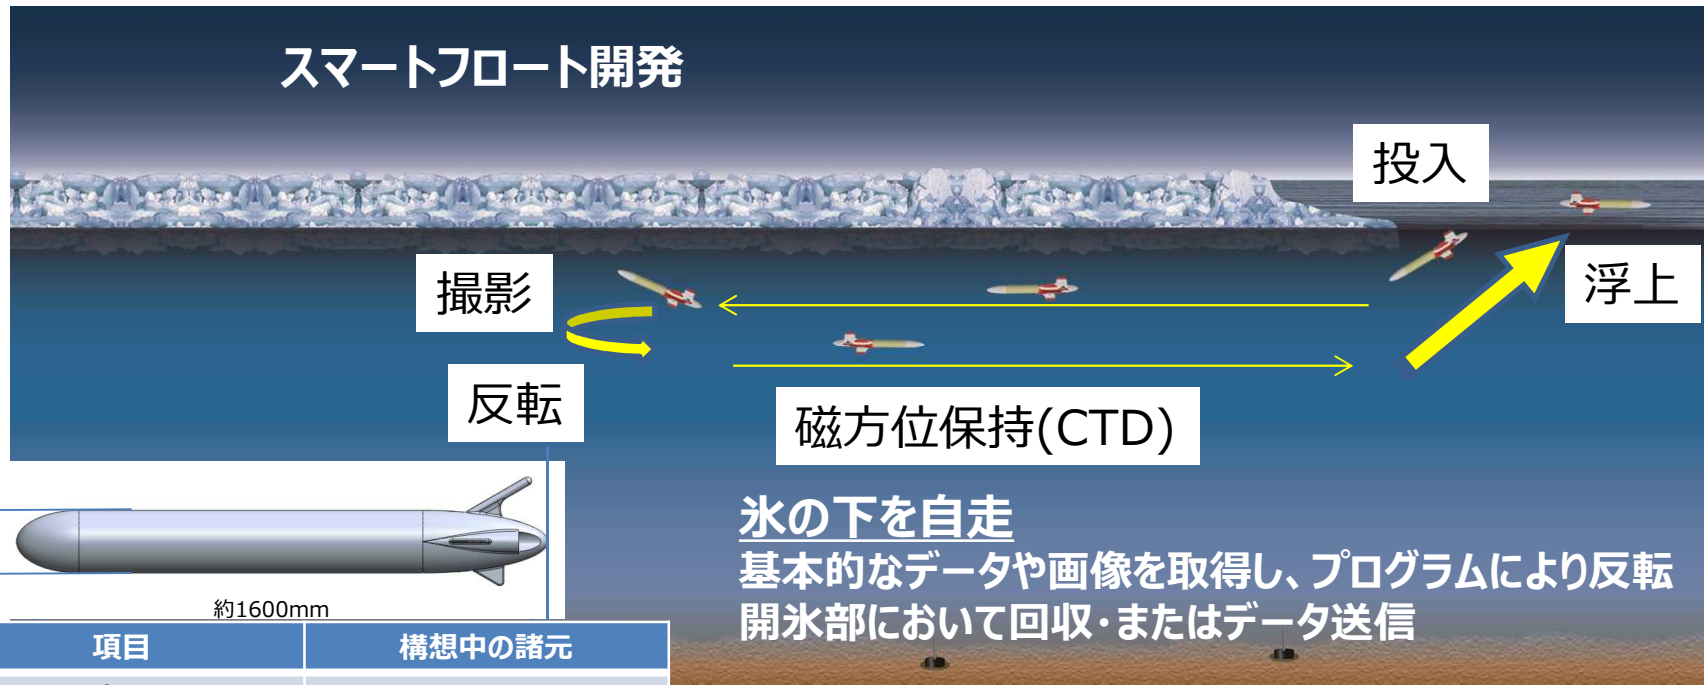 スマートフロート開発
投入
撮影
浮上
反転
磁方位保持(CTD)
氷の下を自走
基本的なデータや画像を取得し、プログラムにより反転
開氷部において回収・またはデータ送信
約1600mm
項目 構想中の諸元